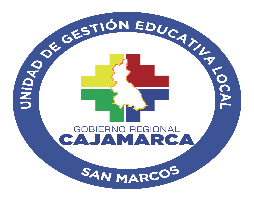 UNIDAD DE GESTIÓN EDUCATIVA LOCAL
GOBIERNO REGIONAL
CAJAMARCA
SAN MARCOS